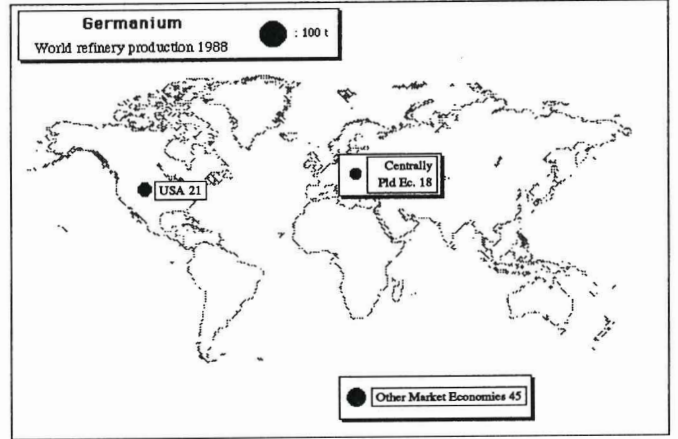 Germanium
World refinery production 1988
: 100 t
USA 21
Centrally
Pld Ec. 18
Other Market Economies 45